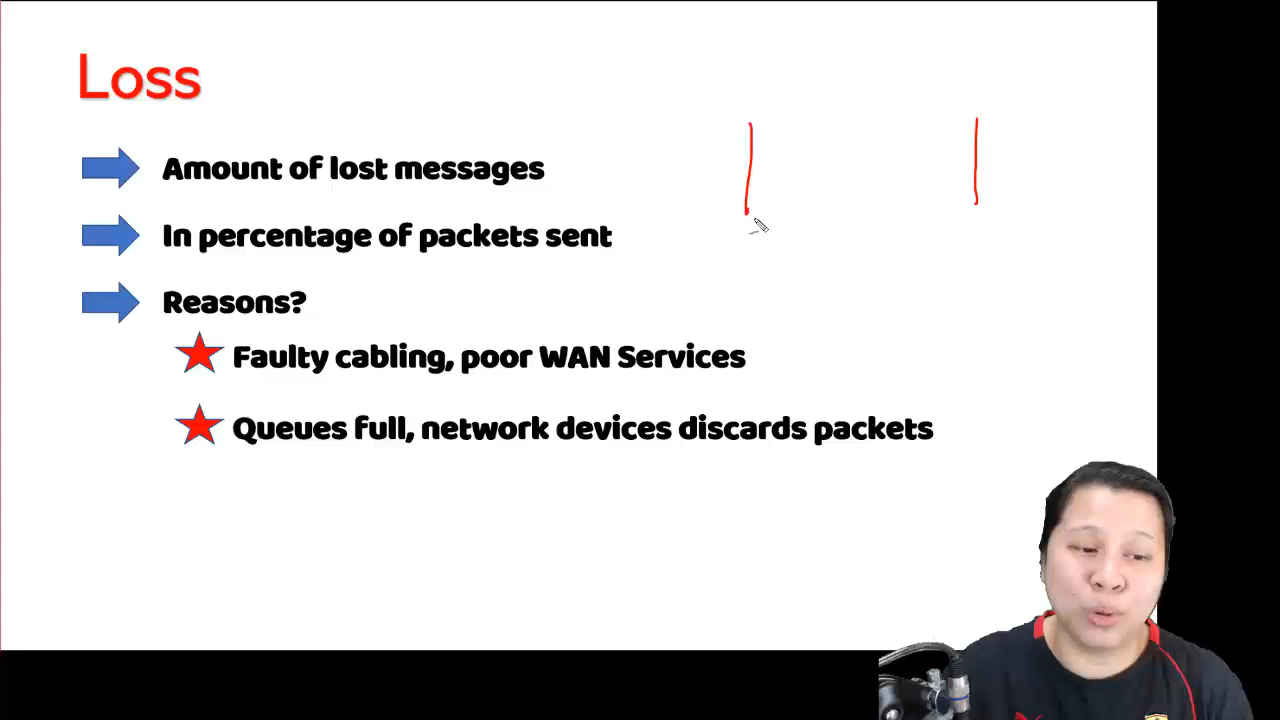 Loss
Amount of lost messages
In percentage of packets sent
Reasons?
Faulty cabling, poor WAN Services
Queues full, network devices discards packets